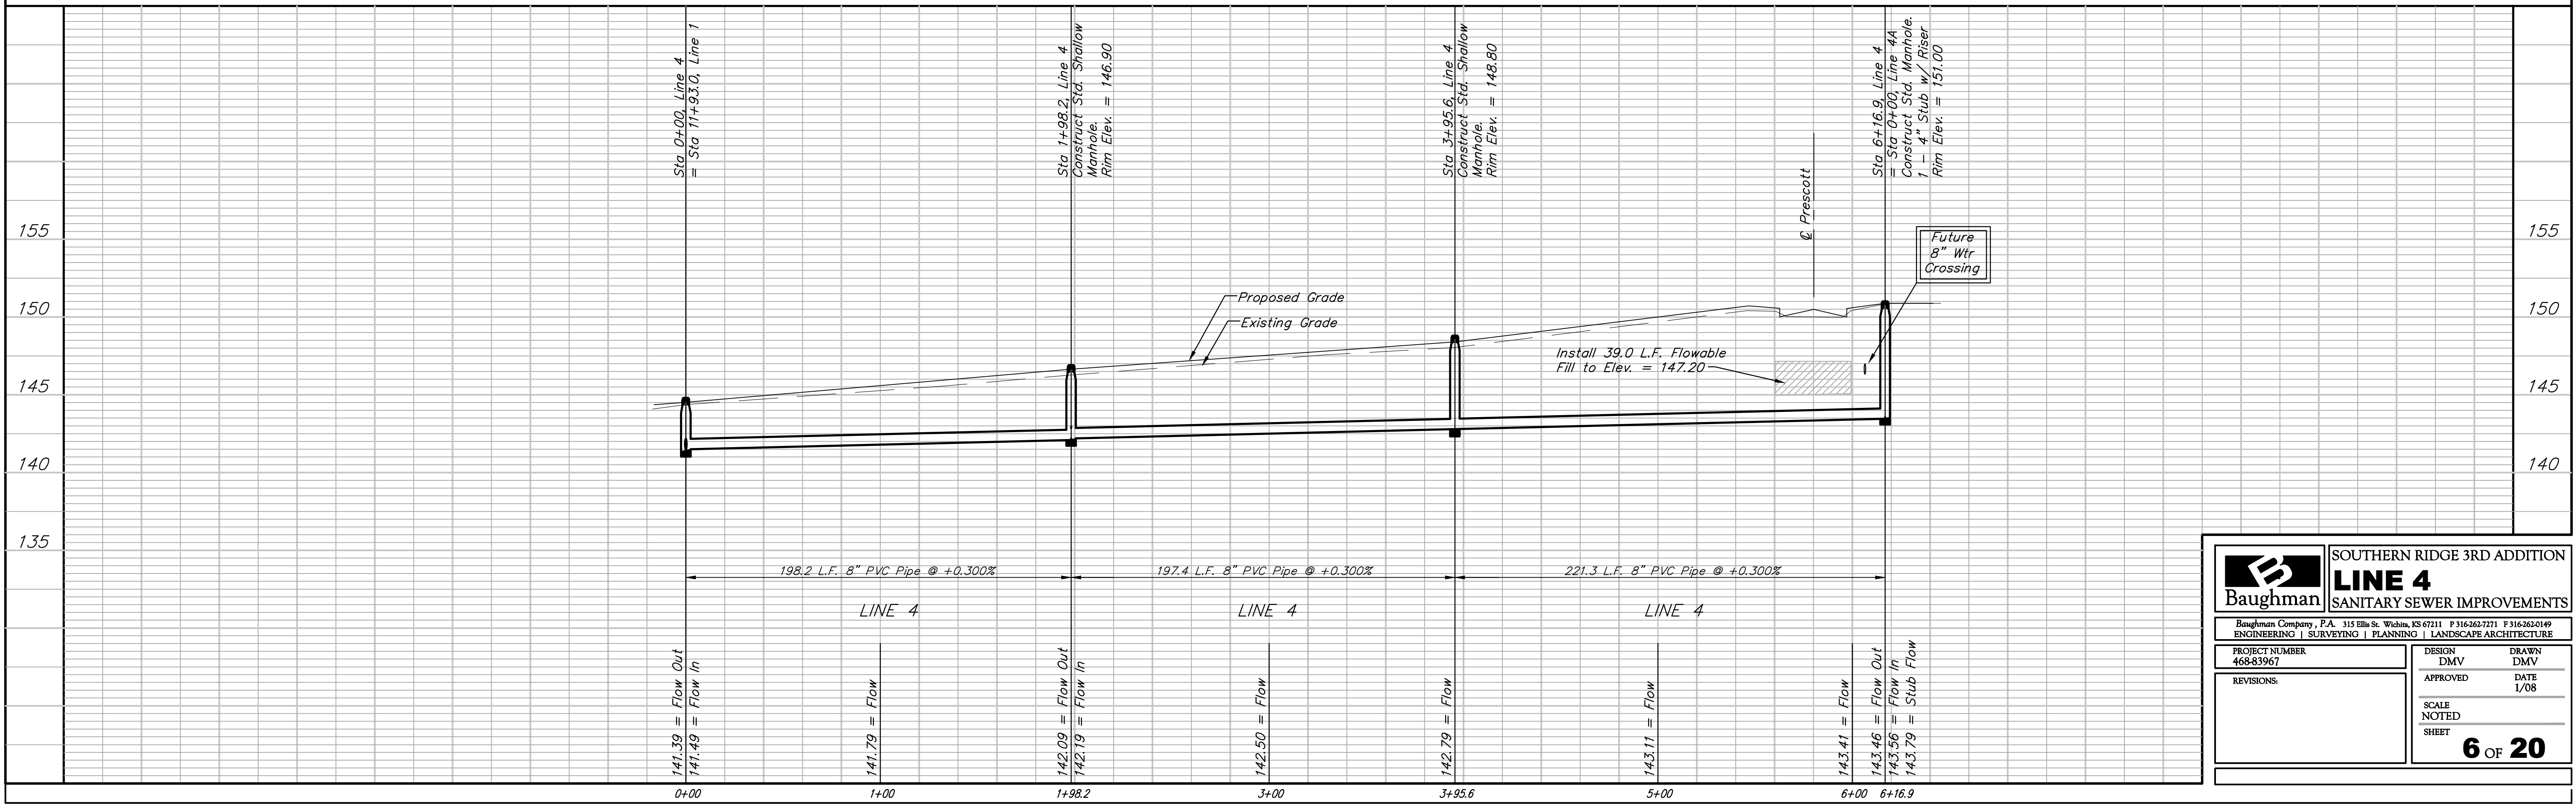 Sta 0+00, Line 4
= Sta 11+93.0, Line 1
Sta 1+98.2, Line 4
Construct Std. Shallow
Manhole.
Rim Elev. = 146.90
Sta 3+95.6, Line 4
Construct Std. Shallow
Manhole.
Rim Elev. = 148.80
Sta 6+16.9, Line 4
= Sta 0+00, Line 4A
Construct Std. Manhole.
1 - 4" Stub w/ Riser
Rim Elev. = 151.00
℄ Prescott
155
155
Future
8" Wtr
Crossing
150
150
Proposed Grade
Existing Grade
Install 39.0 L.F. Flowable
Fill to Elev. = 147.20
145
145
140
140
135
198.2 L.F. 8" PVC Pipe @ +0.300%
197.4 L.F. 8" PVC Pipe @ +0.300%
221.3 L.F. 8" PVC Pipe @ +0.300%
LINE 4
LINE 4
LINE 4
141.39 = Flow Out
141.49 = Flow In
141.79 = Flow
142.09 = Flow Out
142.19 = Flow In
142.50 = Flow
142.79 = Flow
143.11 = Flow
143.41 = Flow
143.46 = Flow Out
143.56 = Flow In
143.79 = Stub Flow
0+00
1+00
1+98.2
3+00
3+95.6
5+00
6+00
6+16.9
Baughman
SOUTHERN RIDGE 3RD ADDITION
LINE 4
SANITARY SEWER IMPROVEMENTS
Baughman Company, P.A. 315 Ellis St. Wichita, KS 67211 P 316-262-7271 F 316-262-0149
ENGINEERING | SURVEYING | PLANNING | LANDSCAPE ARCHITECTURE
PROJECT NUMBER
468-83967
REVISIONS:
DESIGN
DMV
DRAWN
DMV
APPROVED
DATE
1/08
SCALE
NOTED
SHEET
6 OF 20